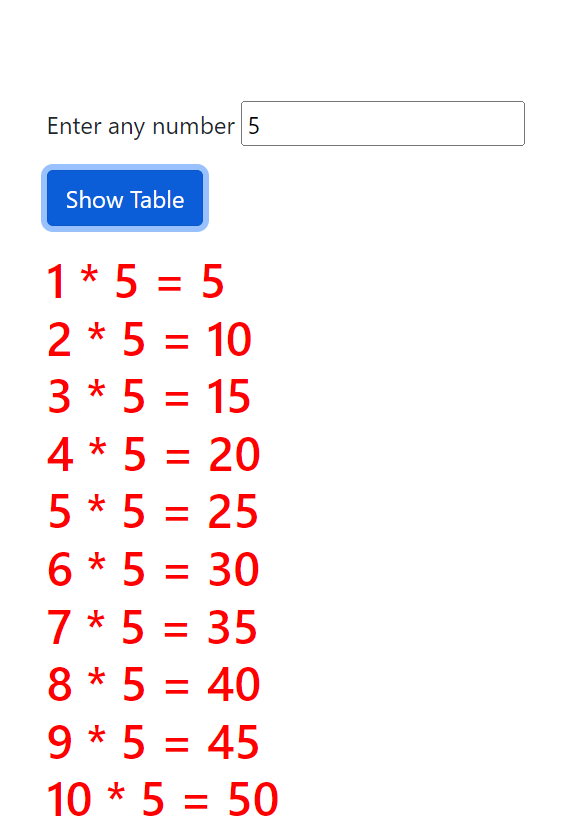 Enter any number 5
Show Table
1 * 5 = 5
2 * 5 = 10
3 * 5 = 15
4 * 5 = 20
5 * 5 = 25
6 * 5 = 30
7 * 5 = 35
8 * 5 = 40
9 * 5 = 45
10 * 5 = 50